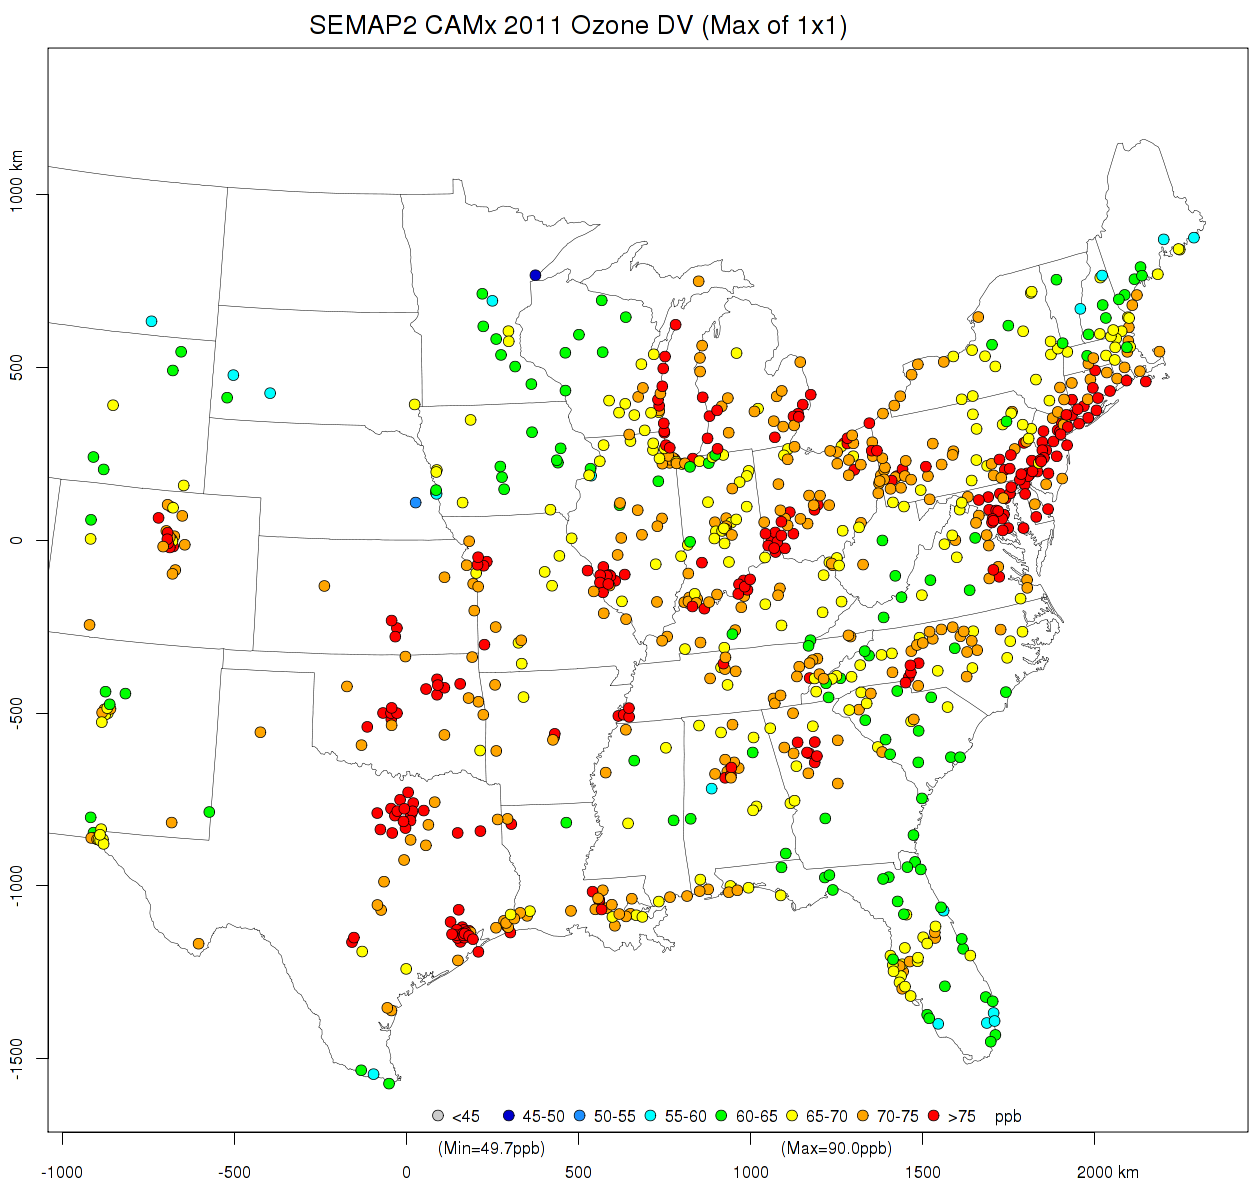 SEMAP2 CAMx 2011 Ozone DV (Max of 1x1)
1000 km
500
0
-500
-1000
-1500
<45 45-50 50-55 55-60 60-65 65-70 70-75 >75 ppb
(Min=49.7ppb) (Max=90.0ppb)
-1000 -500 0 500 1000 1500 2000 km